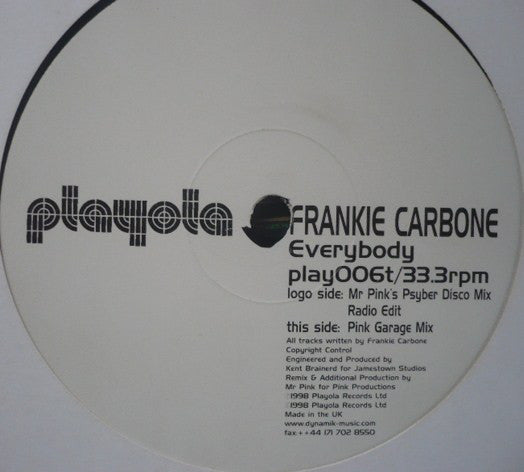 playola
FRANKIE CARBONE
Everybody
play006t/33.3rpm
logo side: Mr Pink's Psyber Disco Mix
Radio Edit
this side: Pink Garage Mix
All tracks written by Frankie Carbone
Copyright Control
Engineered and Produced by
Kent Brainerd for Jamestown Studios
Remix & Additional Production by
Mr Pink for Pink Productions
℗1998 Playola Records Ltd
©1998 Playola Records Ltd
Made in the UK
www.dynamik-music.com
fax ++44 171 702 8550